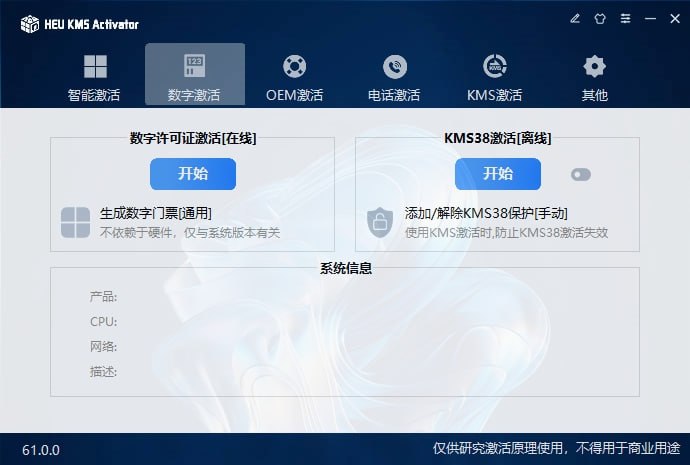 HEU KMS Activator
智能激活
123
数字激活
OEM激活
电话激活
KMS
KMS激活
其他
数字许可证激活[在线]
开始
生成数字门票[通用]
不依赖于硬件，仅与系统版本有关
KMS38激活[离线]
开始
添加/解除KMS38保护[手动]
使用KMS激活时,防止KMS38激活失效
系统信息
产品:
CPU:
网络:
描述:
61.0.0
仅供研究激活原理使用，不得用于商业用途